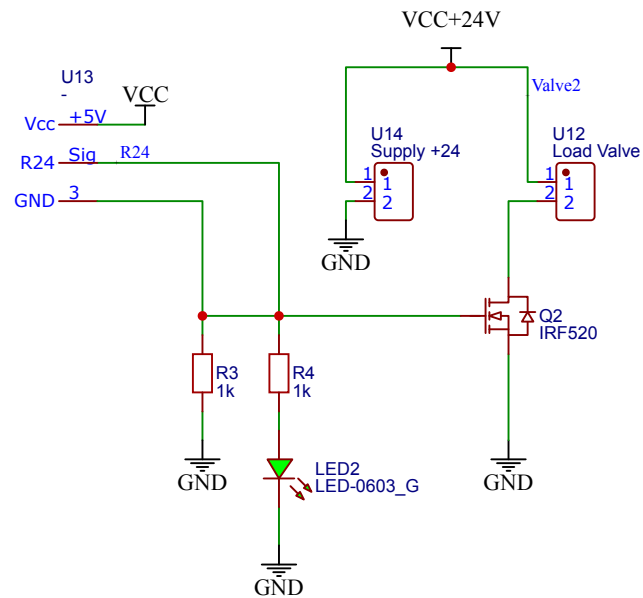 VCC+24V
U13
-
VCC
Vcc
+5V
R24
Sig
R24
GND
3
Valve2
U14
Supply +24
1
1
2
2
GND
U12
Load Valve
1
1
2
2
Q2
IRF520
R3
1k
R4
1k
GND
LED2
LED-0603_G
GND
GND